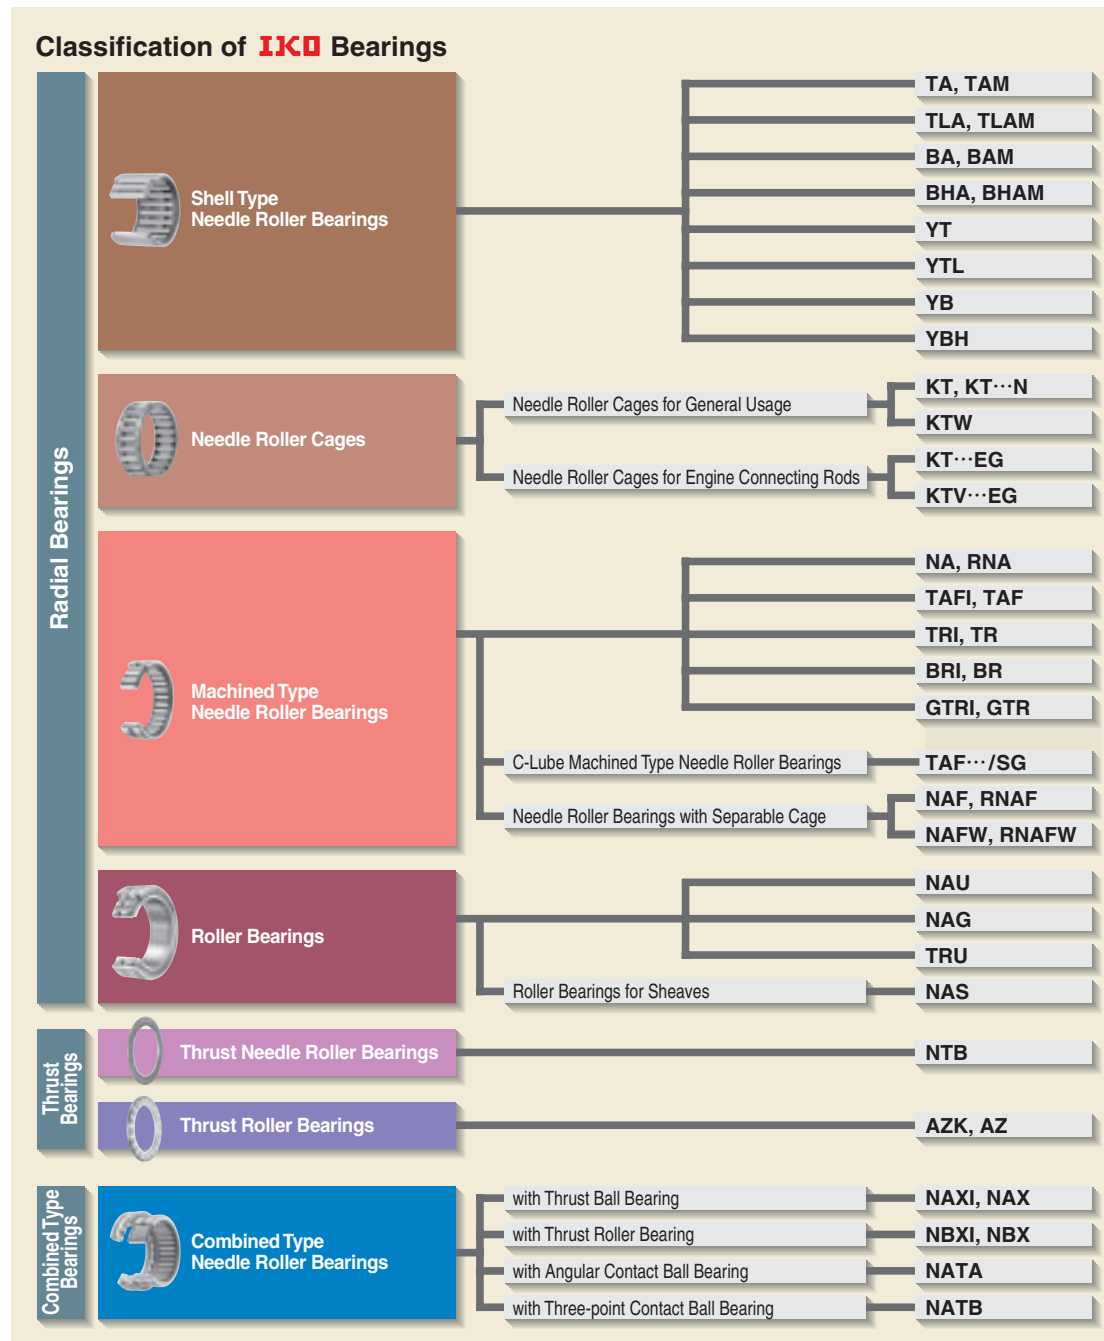 Classification of IKO Bearings
Radial Bearings
Shell Type
Needle Roller Bearings
TA, TAM
TLA, TLAM
BA, BAM
BHA, BHAM
YT
YTL
YB
YBH
Needle Roller Cages
Needle Roller Cages for General Usage
KT, KT···N
KTW
Needle Roller Cages for Engine Connecting Rods
KT···EG
KTV···EG
Machined Type
Needle Roller Bearings
NA, RNA
TAFI, TAF
TRI, TR
BRI, BR
GTRI, GTR
C-Lube Machined Type Needle Roller Bearings
TAF···/SG
Needle Roller Bearings with Separable Cage
NAF, RNAF
NAFW, RNAFW
Roller Bearings
NAU
NAG
TRU
Roller Bearings for Sheaves
NAS
Thrust
Bearings
Thrust Needle Roller Bearings
NTB
Thrust Roller Bearings
AZK, AZ
Combined Type
Bearings
Combined Type
Needle Roller Bearings
with Thrust Ball Bearing
NAXI, NAX
with Thrust Roller Bearing
NBXI, NBX
with Angular Contact Ball Bearing
NATA
with Three-point Contact Ball Bearing
NATB